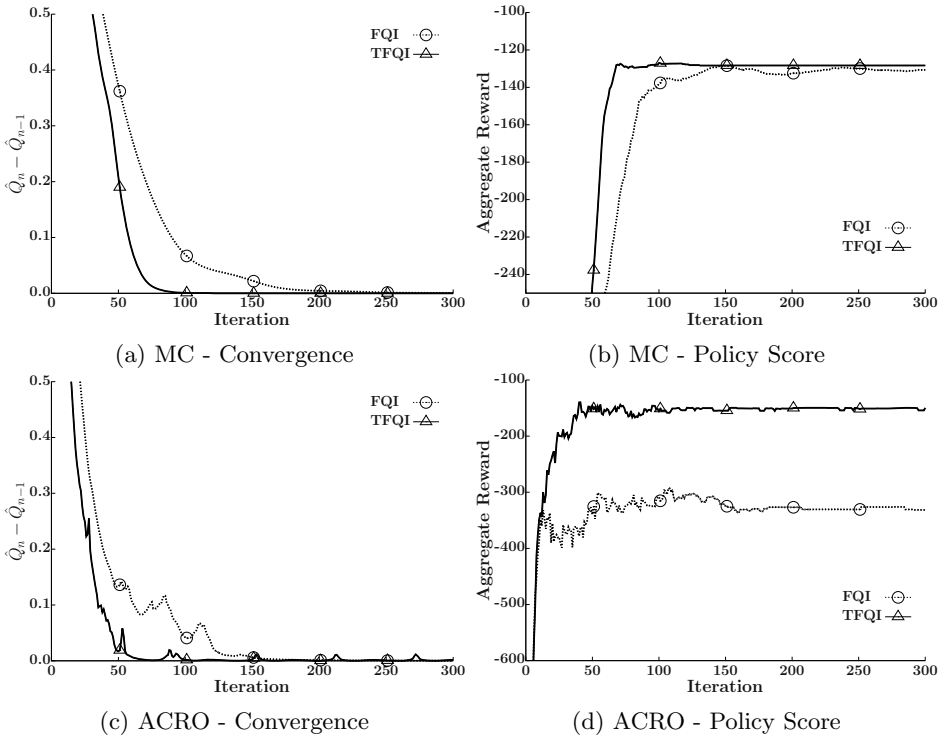 0.5
0.4
0.3
0.2
0.1
0.0
0
50
100
150
200
250
300
Q̂n − Q̂n−1
Iteration
FQI
TFQI
(a) MC - Convergence
-100
-120
-140
-160
-180
-200
-220
-240
0
50
100
150
200
250
300
Aggregate Reward
Iteration
FQI
TFQI
(b) MC - Policy Score
0.5
0.4
0.3
0.2
0.1
0.0
0
50
100
150
200
250
300
Q̂n − Q̂n−1
Iteration
FQI
TFQI
(c) ACRO - Convergence
-100
-200
-300
-400
-500
-600
0
50
100
150
200
250
300
Aggregate Reward
Iteration
FQI
TFQI
(d) ACRO - Policy Score